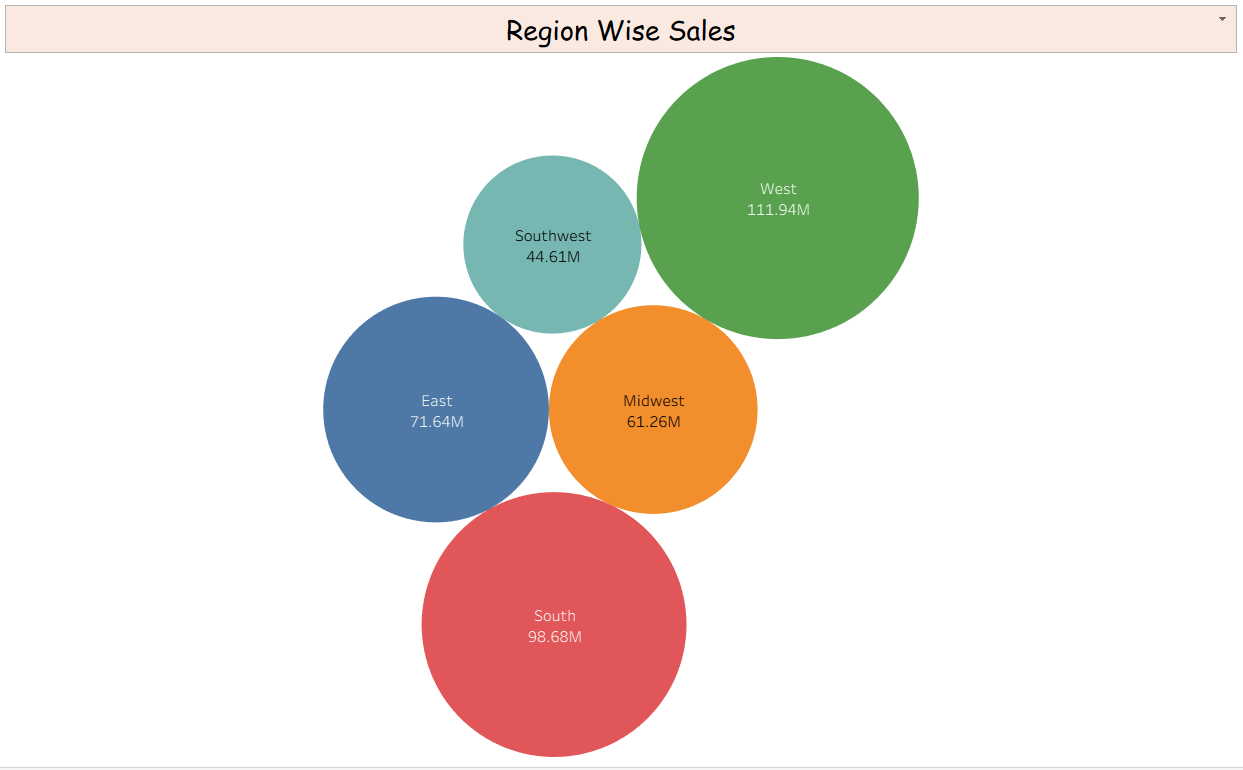 Region Wise Sales
West
111.94M
Southwest
44.61M
East
71.64M
Midwest
61.26M
South
98.68M